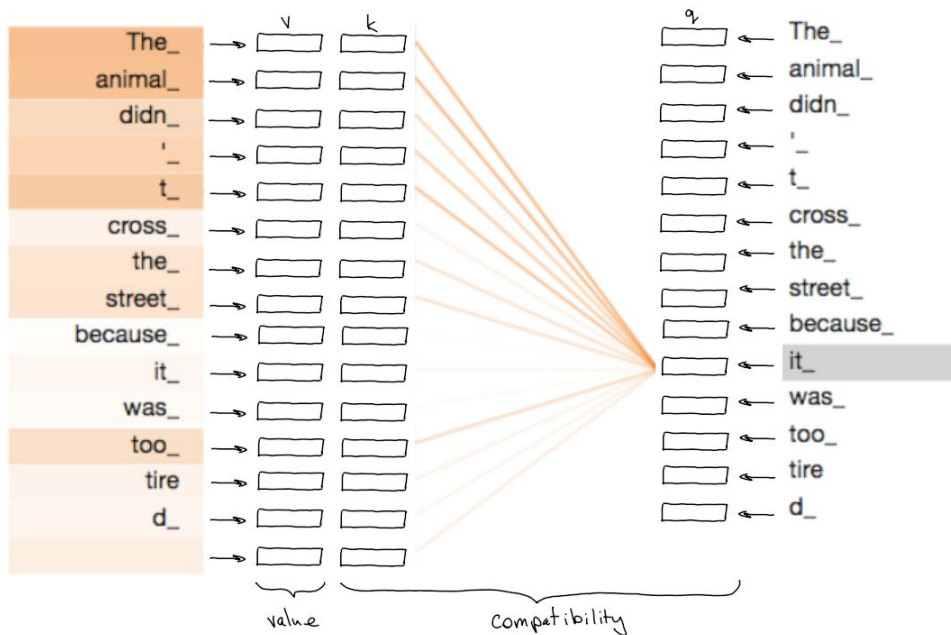 v k q
The_ The_
animal_ animal_
didn_ didn_
'_ '_
t_ t_
cross_ cross_
the_ the_
street_ street_
because_ because_
it_ it_
was_ was_
too_ too_
tire tire
d_ d_
value compatibility